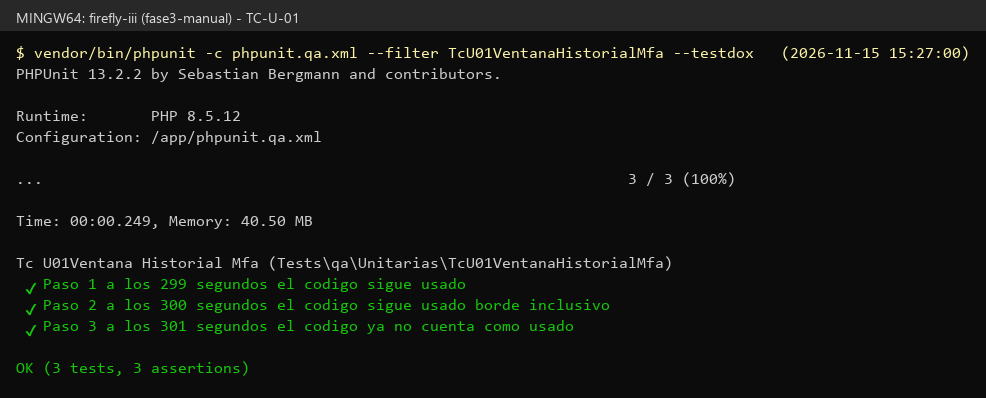 MINGW64: firefly-iii (fase3-manual) - TC-U-01
$ vendor/bin/phpunit -c phpunit.qa.xml --filter TcU01VentanaHistorialMfa --testdox (2026-11-15 15:27:00)
PHPUnit 13.2.2 by Sebastian Bergmann and contributors.
Runtime: PHP 8.5.12
Configuration: /app/phpunit.qa.xml
... 3 / 3 (100%)
Time: 00:00.249, Memory: 40.50 MB
Tc U01Ventana Historial Mfa (Tests\qa\Unitarias\TcU01VentanaHistorialMfa)
✓ Paso 1 a los 299 segundos el codigo sigue usado
✓ Paso 2 a los 300 segundos el codigo sigue usado borde inclusivo
✓ Paso 3 a los 301 segundos el codigo ya no cuenta como usado
OK (3 tests, 3 assertions)